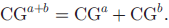 CG^{a+b} = CG^a + CG^b.